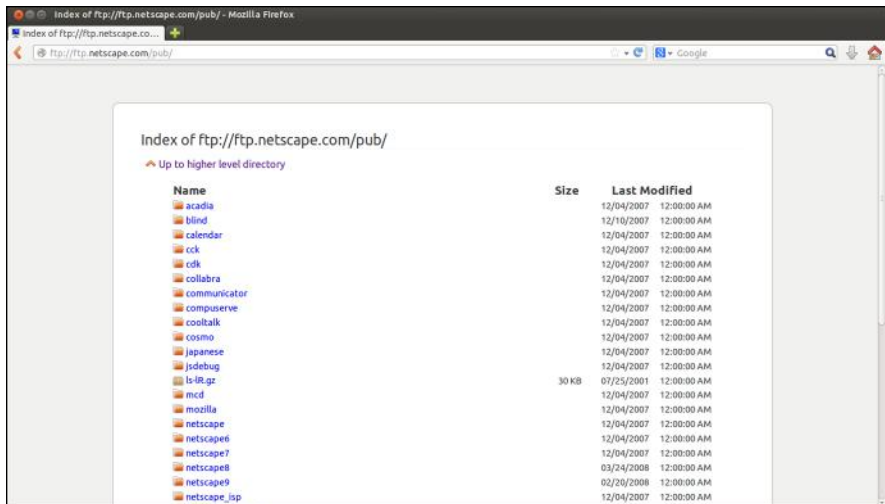 Index of ftp://ftp.netscape.com/pub/ - Mozilla Firefox
Index of ftp://ftp.netscape.co...
ftp://ftp.netscape.com/pub/
Google
Index of ftp://ftp.netscape.com/pub/
Up to higher level directory
Name Size Last Modified
acadia 12/04/2007 12:00:00 AM
blind 12/10/2007 12:00:00 AM
calendar 12/04/2007 12:00:00 AM
cck 12/04/2007 12:00:00 AM
cdk 12/04/2007 12:00:00 AM
collabra 12/04/2007 12:00:00 AM
communicator 12/04/2007 12:00:00 AM
compuserve 12/04/2007 12:00:00 AM
cooltalk 12/04/2007 12:00:00 AM
cosmo 12/04/2007 12:00:00 AM
japanese 12/04/2007 12:00:00 AM
jsdebug 12/04/2007 12:00:00 AM
ls-lR.gz 30 KB 07/25/2001 12:00:00 AM
mcd 12/04/2007 12:00:00 AM
mozilla 12/04/2007 12:00:00 AM
netscape 12/04/2007 12:00:00 AM
netscape6 12/04/2007 12:00:00 AM
netscape7 12/04/2007 12:00:00 AM
netscape8 03/24/2008 12:00:00 AM
netscape9 02/20/2008 12:00:00 AM
netscape_isp 12/04/2007 12:00:00 AM